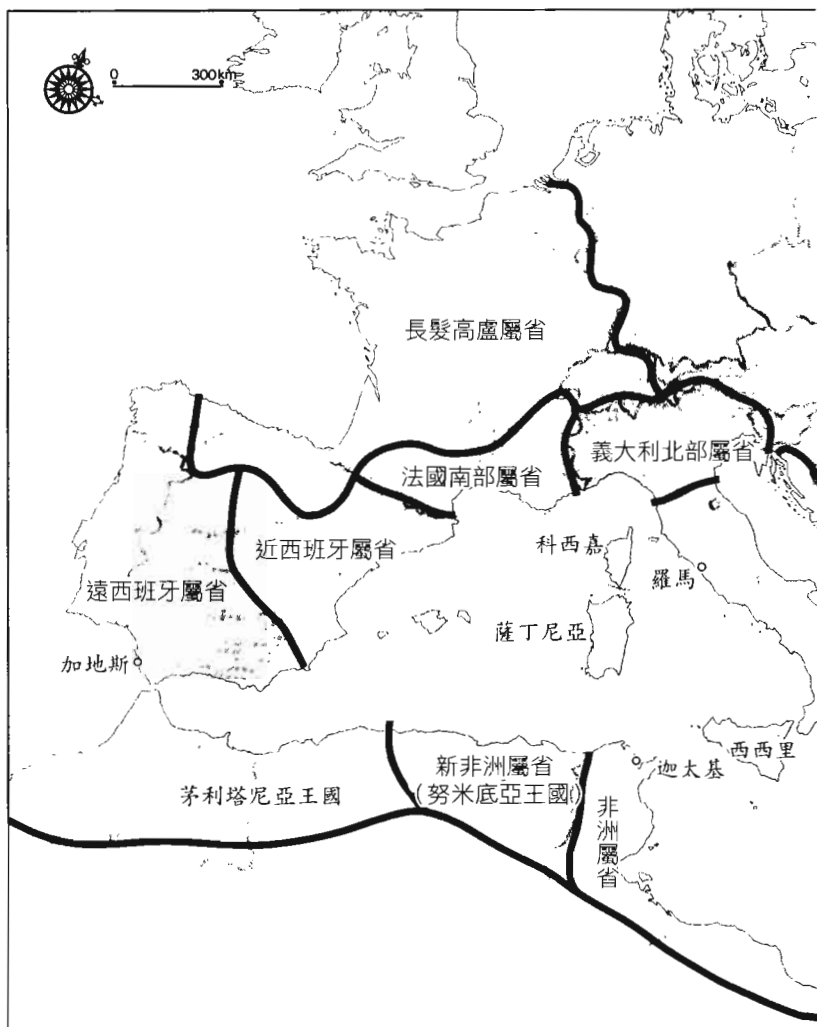 0 300km
長髮高盧屬省
義大利北部屬省
法國南部屬省
近西班牙屬省
科西嘉
羅馬
遠西班牙屬省
薩丁尼亞
加地斯
西西里
新非洲屬省
(努米底亞王國)
迦太基
茅利塔尼亞王國
非洲屬省